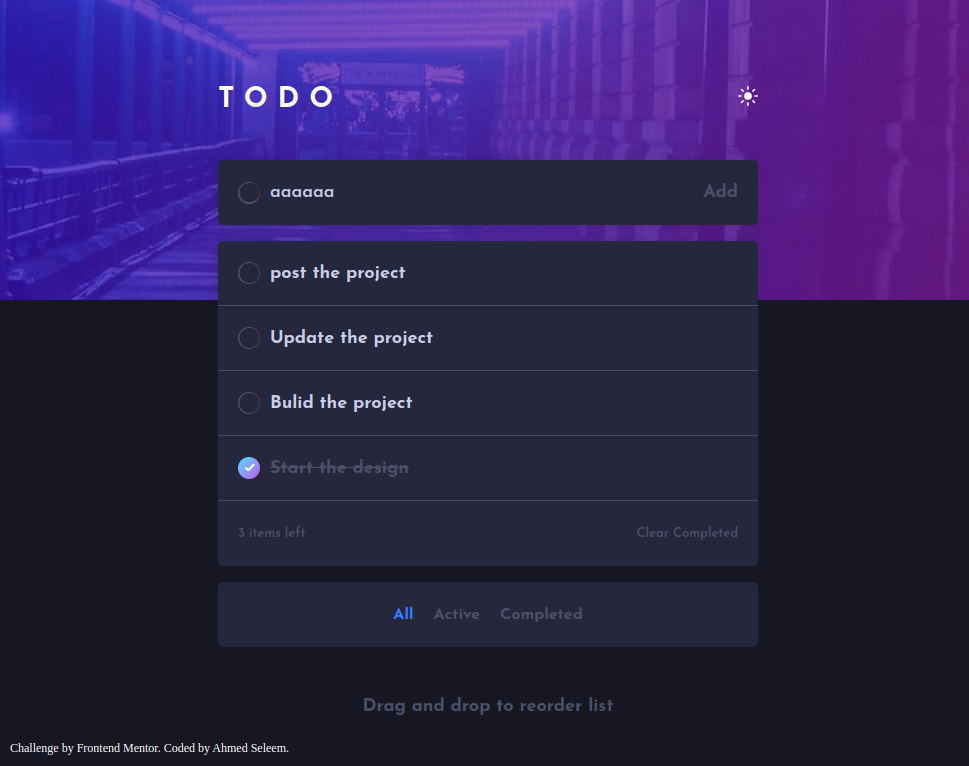 TODO
aaaaaa Add
post the project
Update the project
Bulid the project
Start the design
3 items left Clear Completed
All Active Completed
Drag and drop to reorder list
Challenge by Frontend Mentor. Coded by Ahmed Seleem.